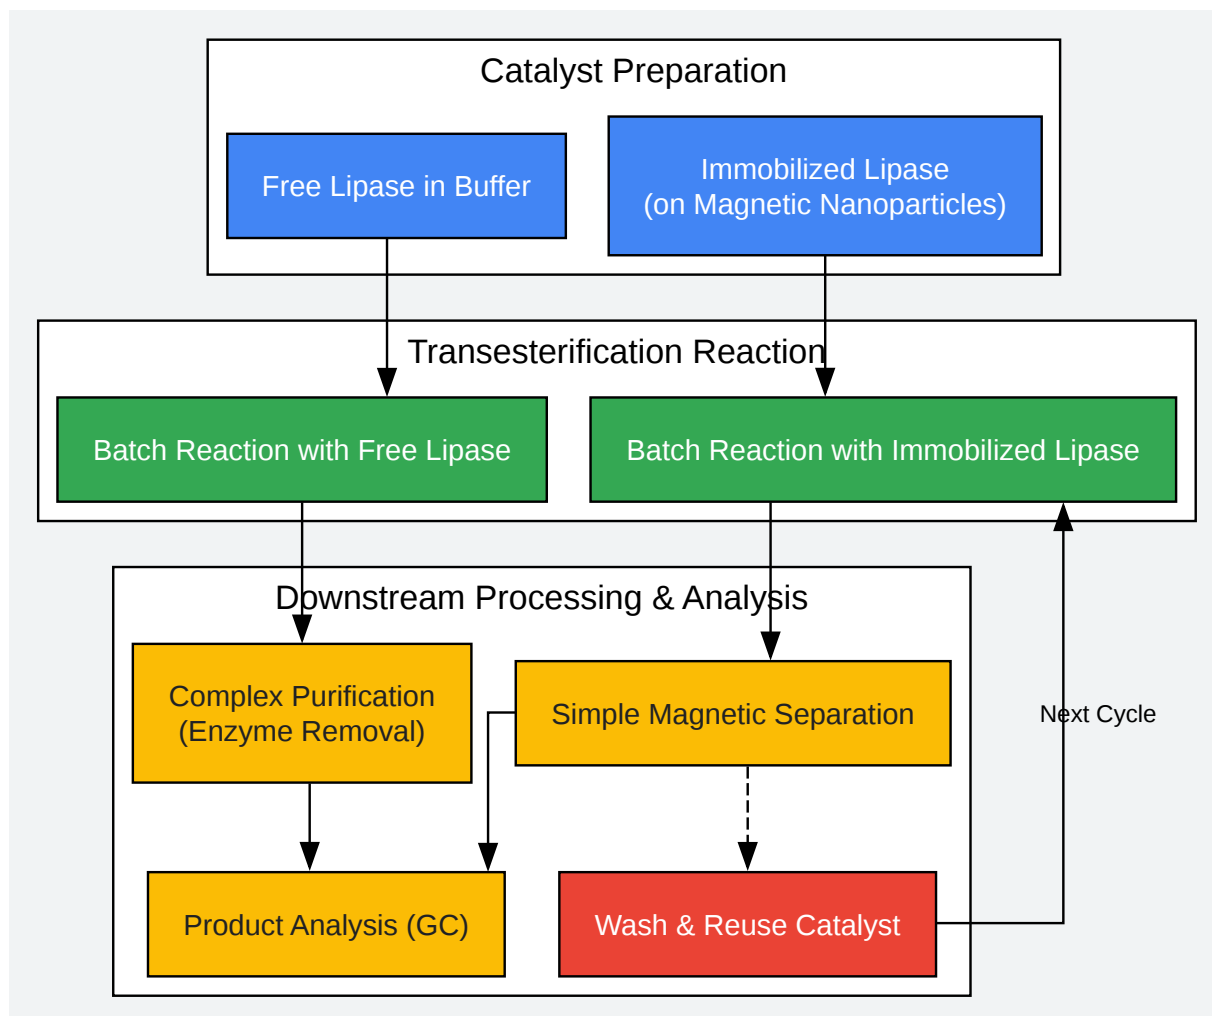 Catalyst Preparation
Free Lipase in Buffer
Immobilized Lipase
(on Magnetic Nanoparticles)
Transesterification Reaction
Batch Reaction with Free Lipase
Batch Reaction with Immobilized Lipase
Downstream Processing & Analysis
Complex Purification
(Enzyme Removal)
Simple Magnetic Separation
Next Cycle
Product Analysis (GC)
Wash & Reuse Catalyst